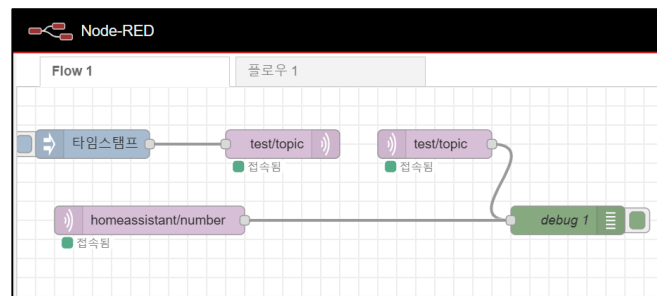 Node-RED
Flow 1
플로우 1
타임스탬프
test/topic
test/topic
접속됨
접속됨
homeassistant/number
debug 1
접속됨